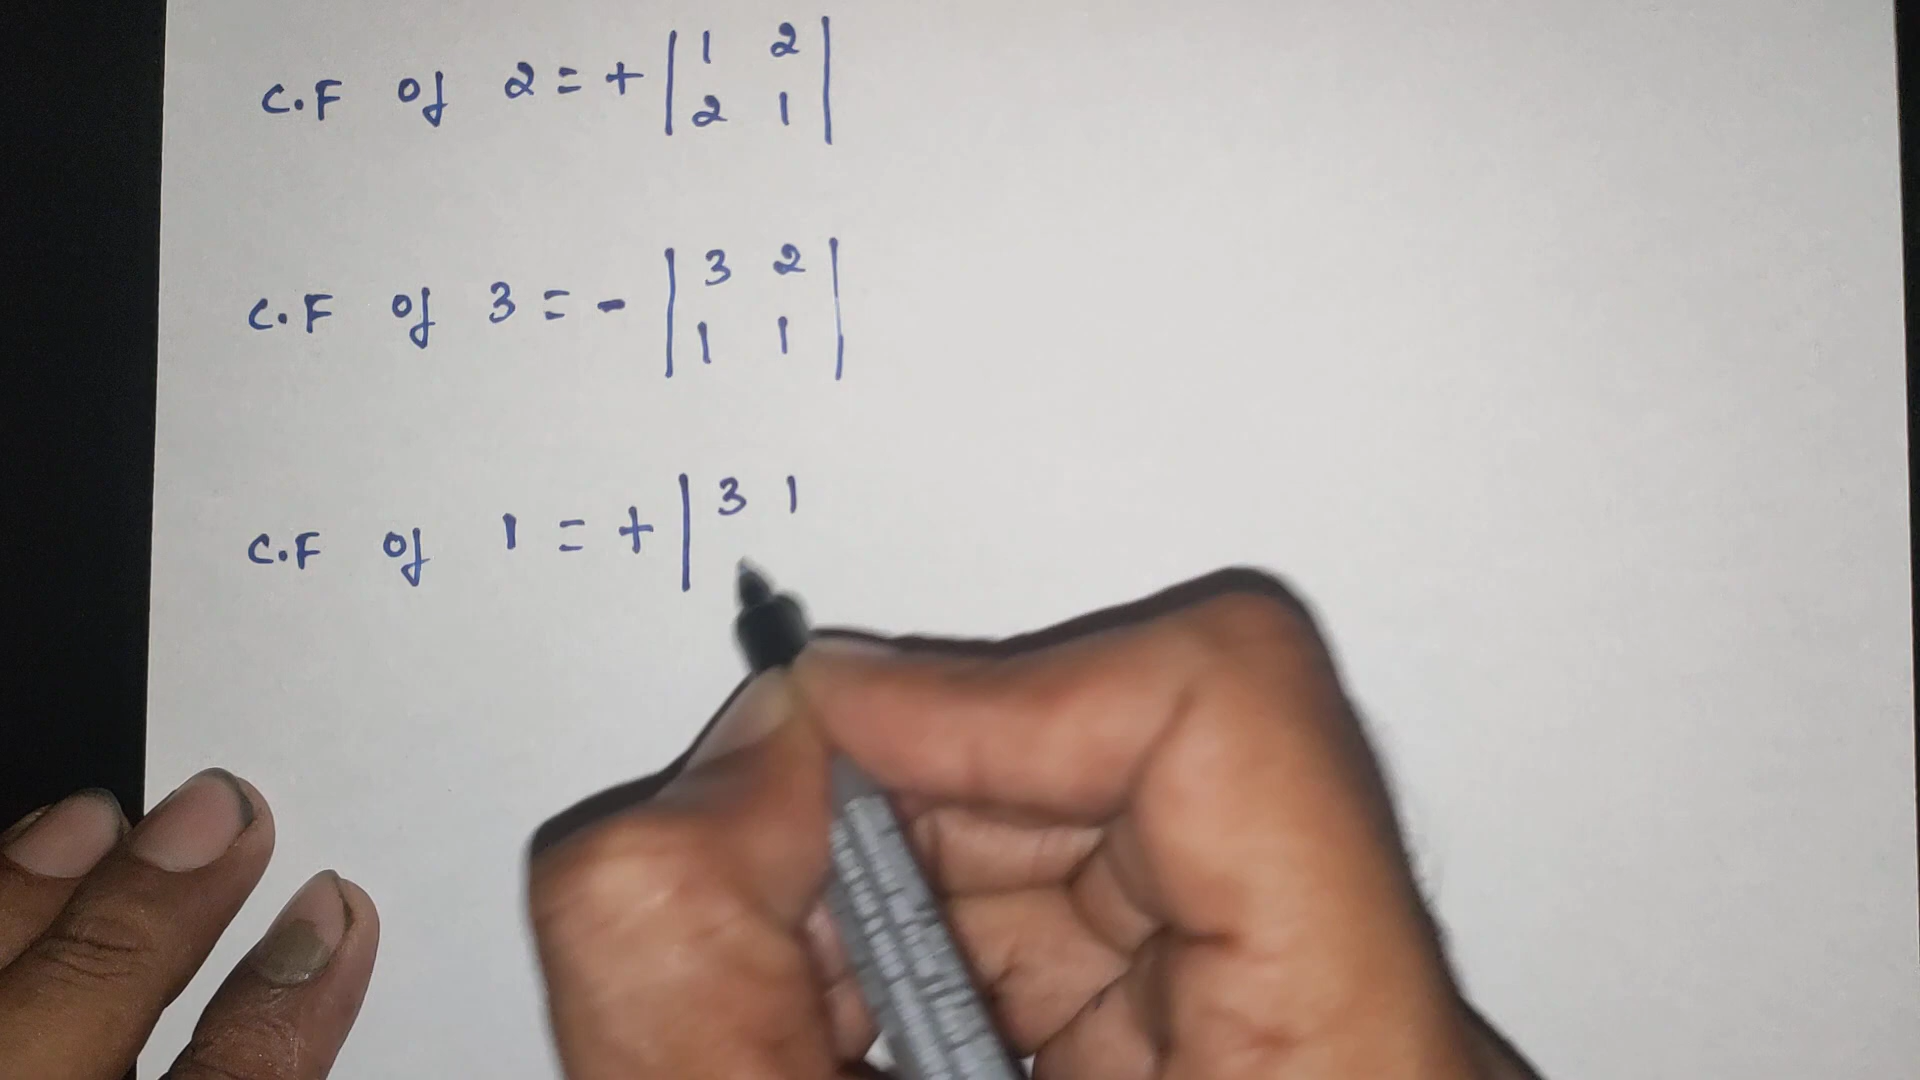 C.F of 2 = + | 1 2 |
| 2 1 |
C.F of 3 = - | 3 2 |
| 1 1 |
C.F of 1 = + | 3 1